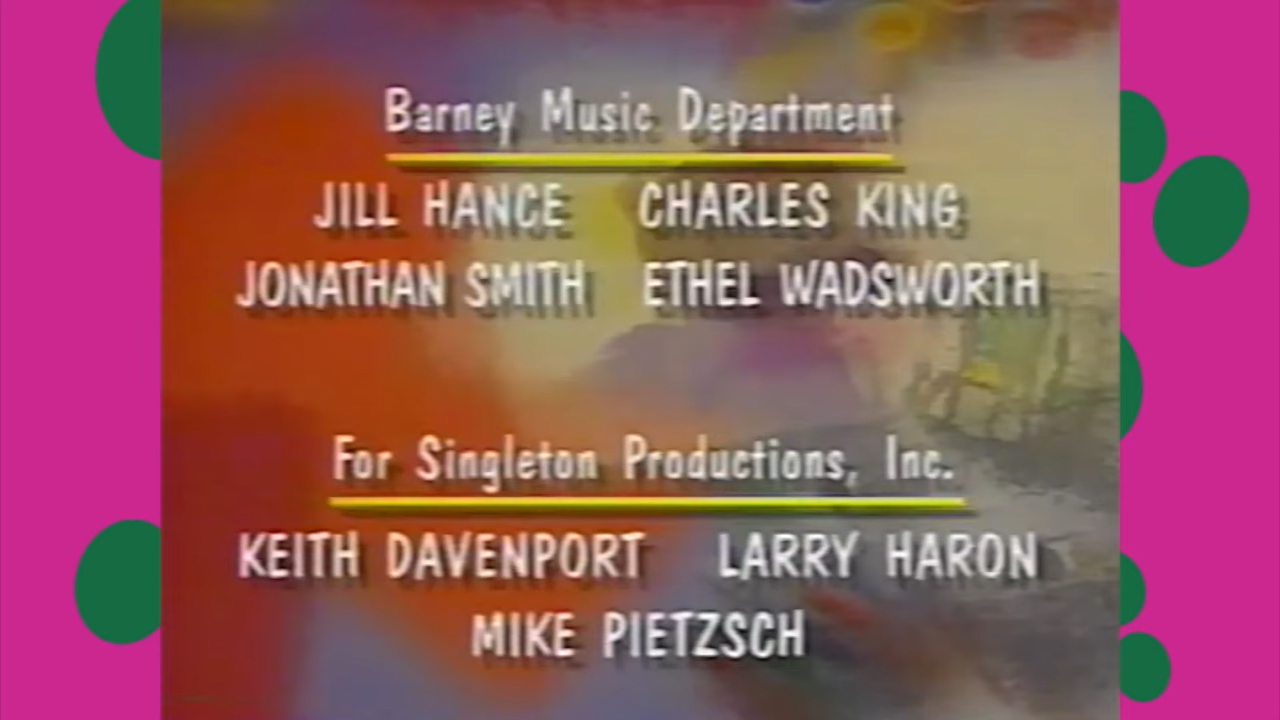 Barney Music Department
JILL HANCE CHARLES KING
JONATHAN SMITH ETHEL WADSWORTH
For Singleton Productions, Inc.
KEITH DAVENPORT LARRY HARON
MIKE PIETZSCH